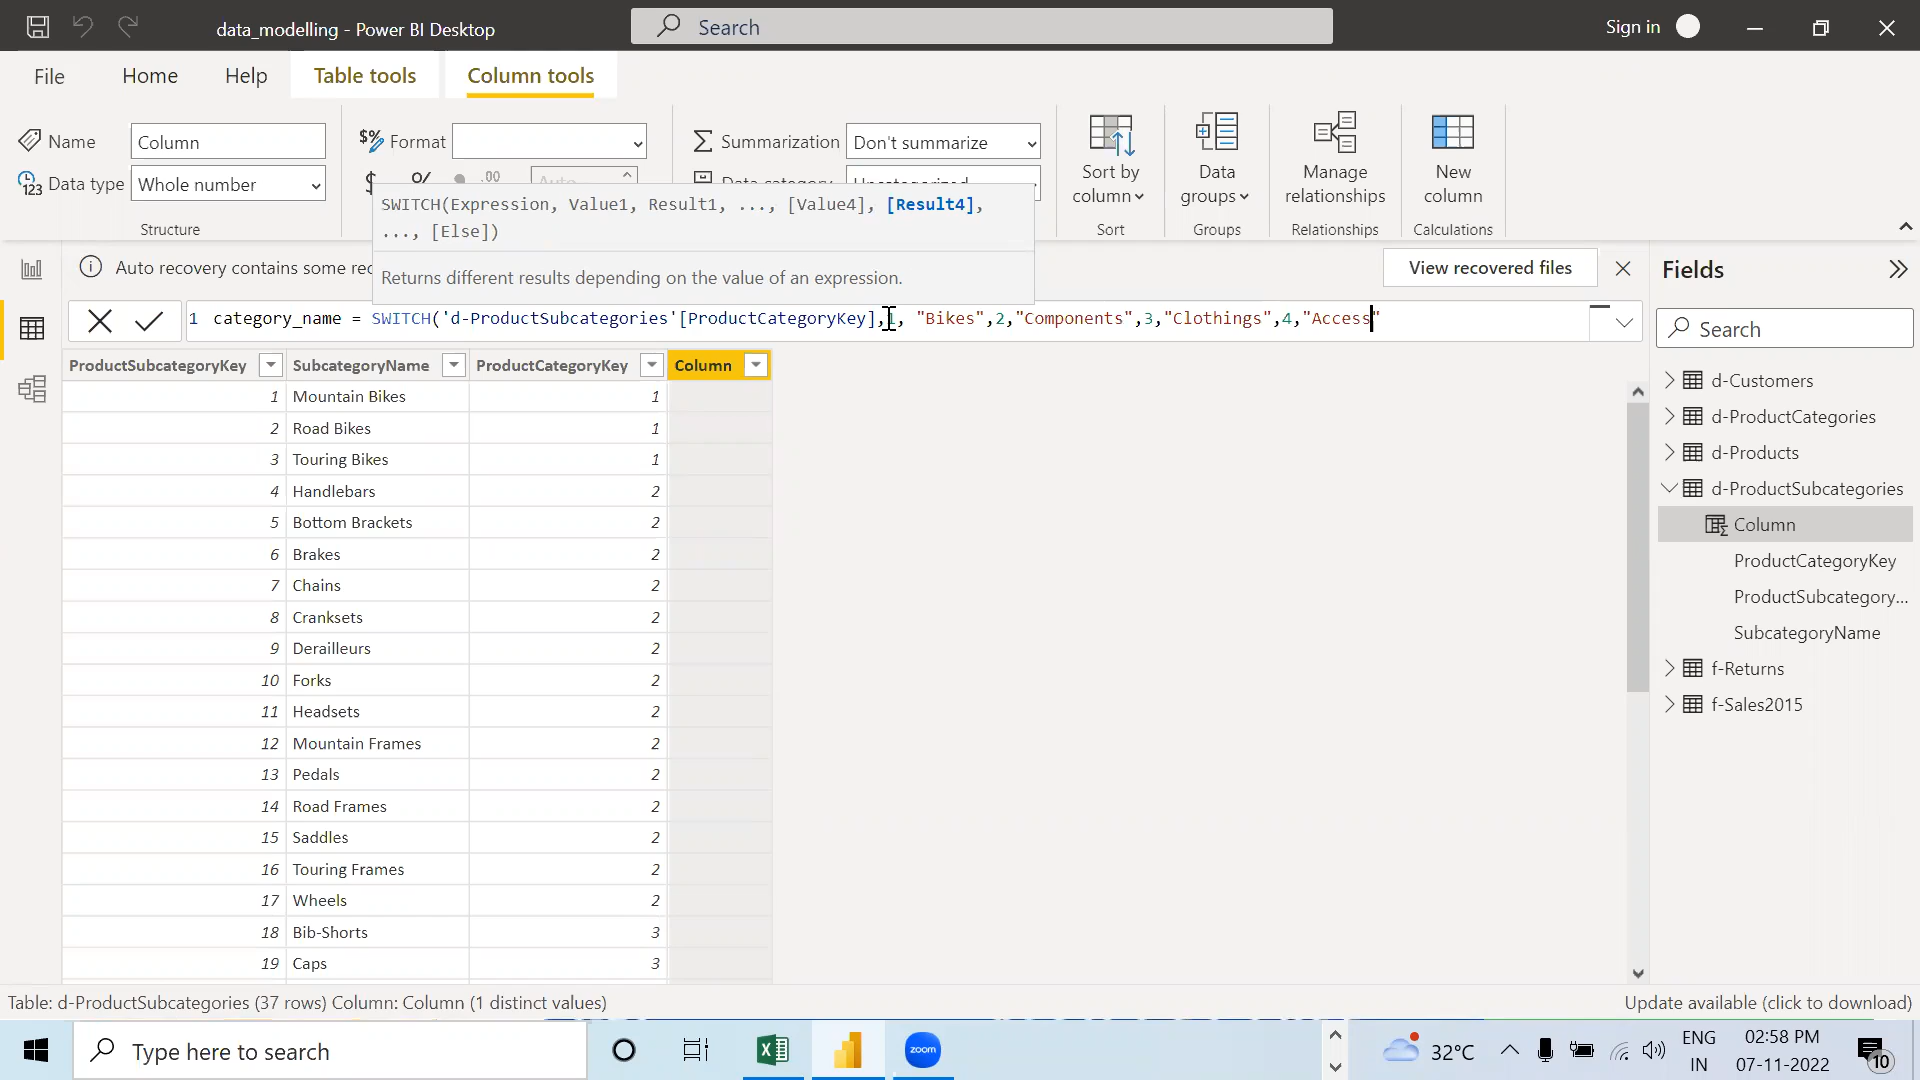 data_modelling - Power BI Desktop
Search
Sign in
File
Home
Help
Table tools
Column tools
Name
Column
Data type
Whole number
Structure
$% Format
$ % .00
Auto
Summarization
Don't summarize
Sort by
column
Sort
Data
groups
Groups
Manage
relationships
Relationships
New
column
Calculations
SWITCH(Expression, Value1, Result1, ..., [Value4], [Result4],
..., [Else])
Returns different results depending on the value of an expression.
Auto recovery contains some
View recovered files
1 category_name = SWITCH('d-ProductSubcategories'[ProductCategoryKey],1, "Bikes",2,"Components",3,"Clothings",4,"Access"
ProductSubcategoryKey SubcategoryName ProductCategoryKey Column
1 Mountain Bikes 1
2 Road Bikes 1
3 Touring Bikes 1
4 Handlebars 2
5 Bottom Brackets 2
6 Brakes 2
7 Chains 2
8 Cranksets 2
9 Derailleurs 2
10 Forks 2
11 Headsets 2
12 Mountain Frames 2
13 Pedals 2
14 Road Frames 2
15 Saddles 2
16 Touring Frames 2
17 Wheels 2
18 Bib-Shorts 3
19 Caps 3
Fields
Search
d-Customers
d-ProductCategories
d-Products
d-ProductSubcategories
Column
ProductCategoryKey
ProductSubcategory...
SubcategoryName
f-Returns
f-Sales2015
Table: d-ProductSubcategories (37 rows) Column: Column (1 distinct values)
Update available (click to download)
Type here to search
zoom
32°C
ENG
IN
02:58 PM
07-11-2022
10